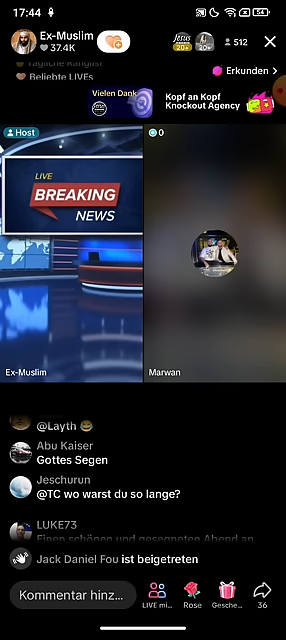 17:44
54
Ex-Muslim
37.4K
20+
20+
512
Tägliche Rangliste
Beliebte LIVEs
Erkunden >
Vielen Dank
Kopf an Kopf
Knockout Agency
Host
0
LIVE
BREAKING
NEWS
Ex-Muslim
Marwan
@Layth 😂
Abu Kaiser
Gottes Segen
Jeschurun
@TC wo warst du so lange?
LUKE73
Einen schönen und gesegneten Abend an
Jack Daniel Fou ist beigetreten
Kommentar hinz...
LIVE mi...
Rose
Gesche...
36